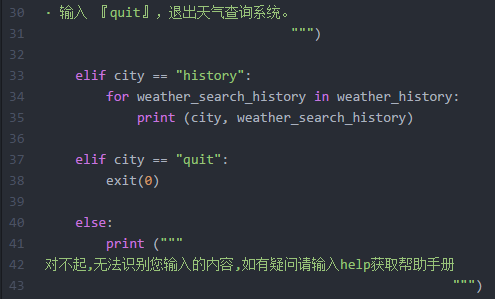 30 · 输入 『quit』，退出天气查询系统。
31                               """)
32
33     elif city == "history":
34         for weather_search_history in weather_history:
35             print (city, weather_search_history)
36
37     elif city == "quit":
38         exit(0)
39
40     else:
41         print ("""
42 对不起,无法识别您输入的内容,如有疑问请输入help获取帮助手册
43                                                     """)